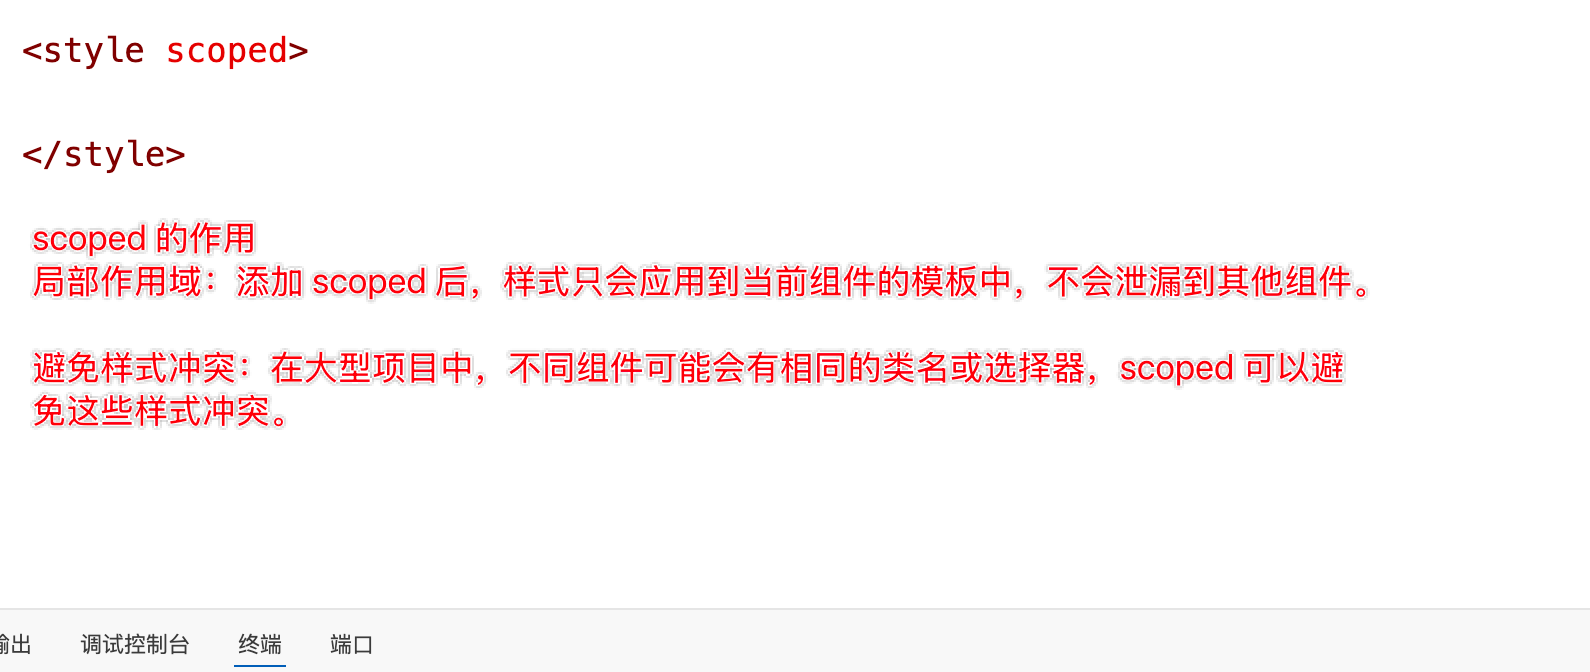 <style scoped>
</style>
scoped 的作用
局部作用域：添加 scoped 后，样式只会应用到当前组件的模板中，不会泄漏到其他组件。
避免样式冲突：在大型项目中，不同组件可能会有相同的类名或选择器，scoped 可以避
免这些样式冲突。
输出 调试控制台 终端 端口